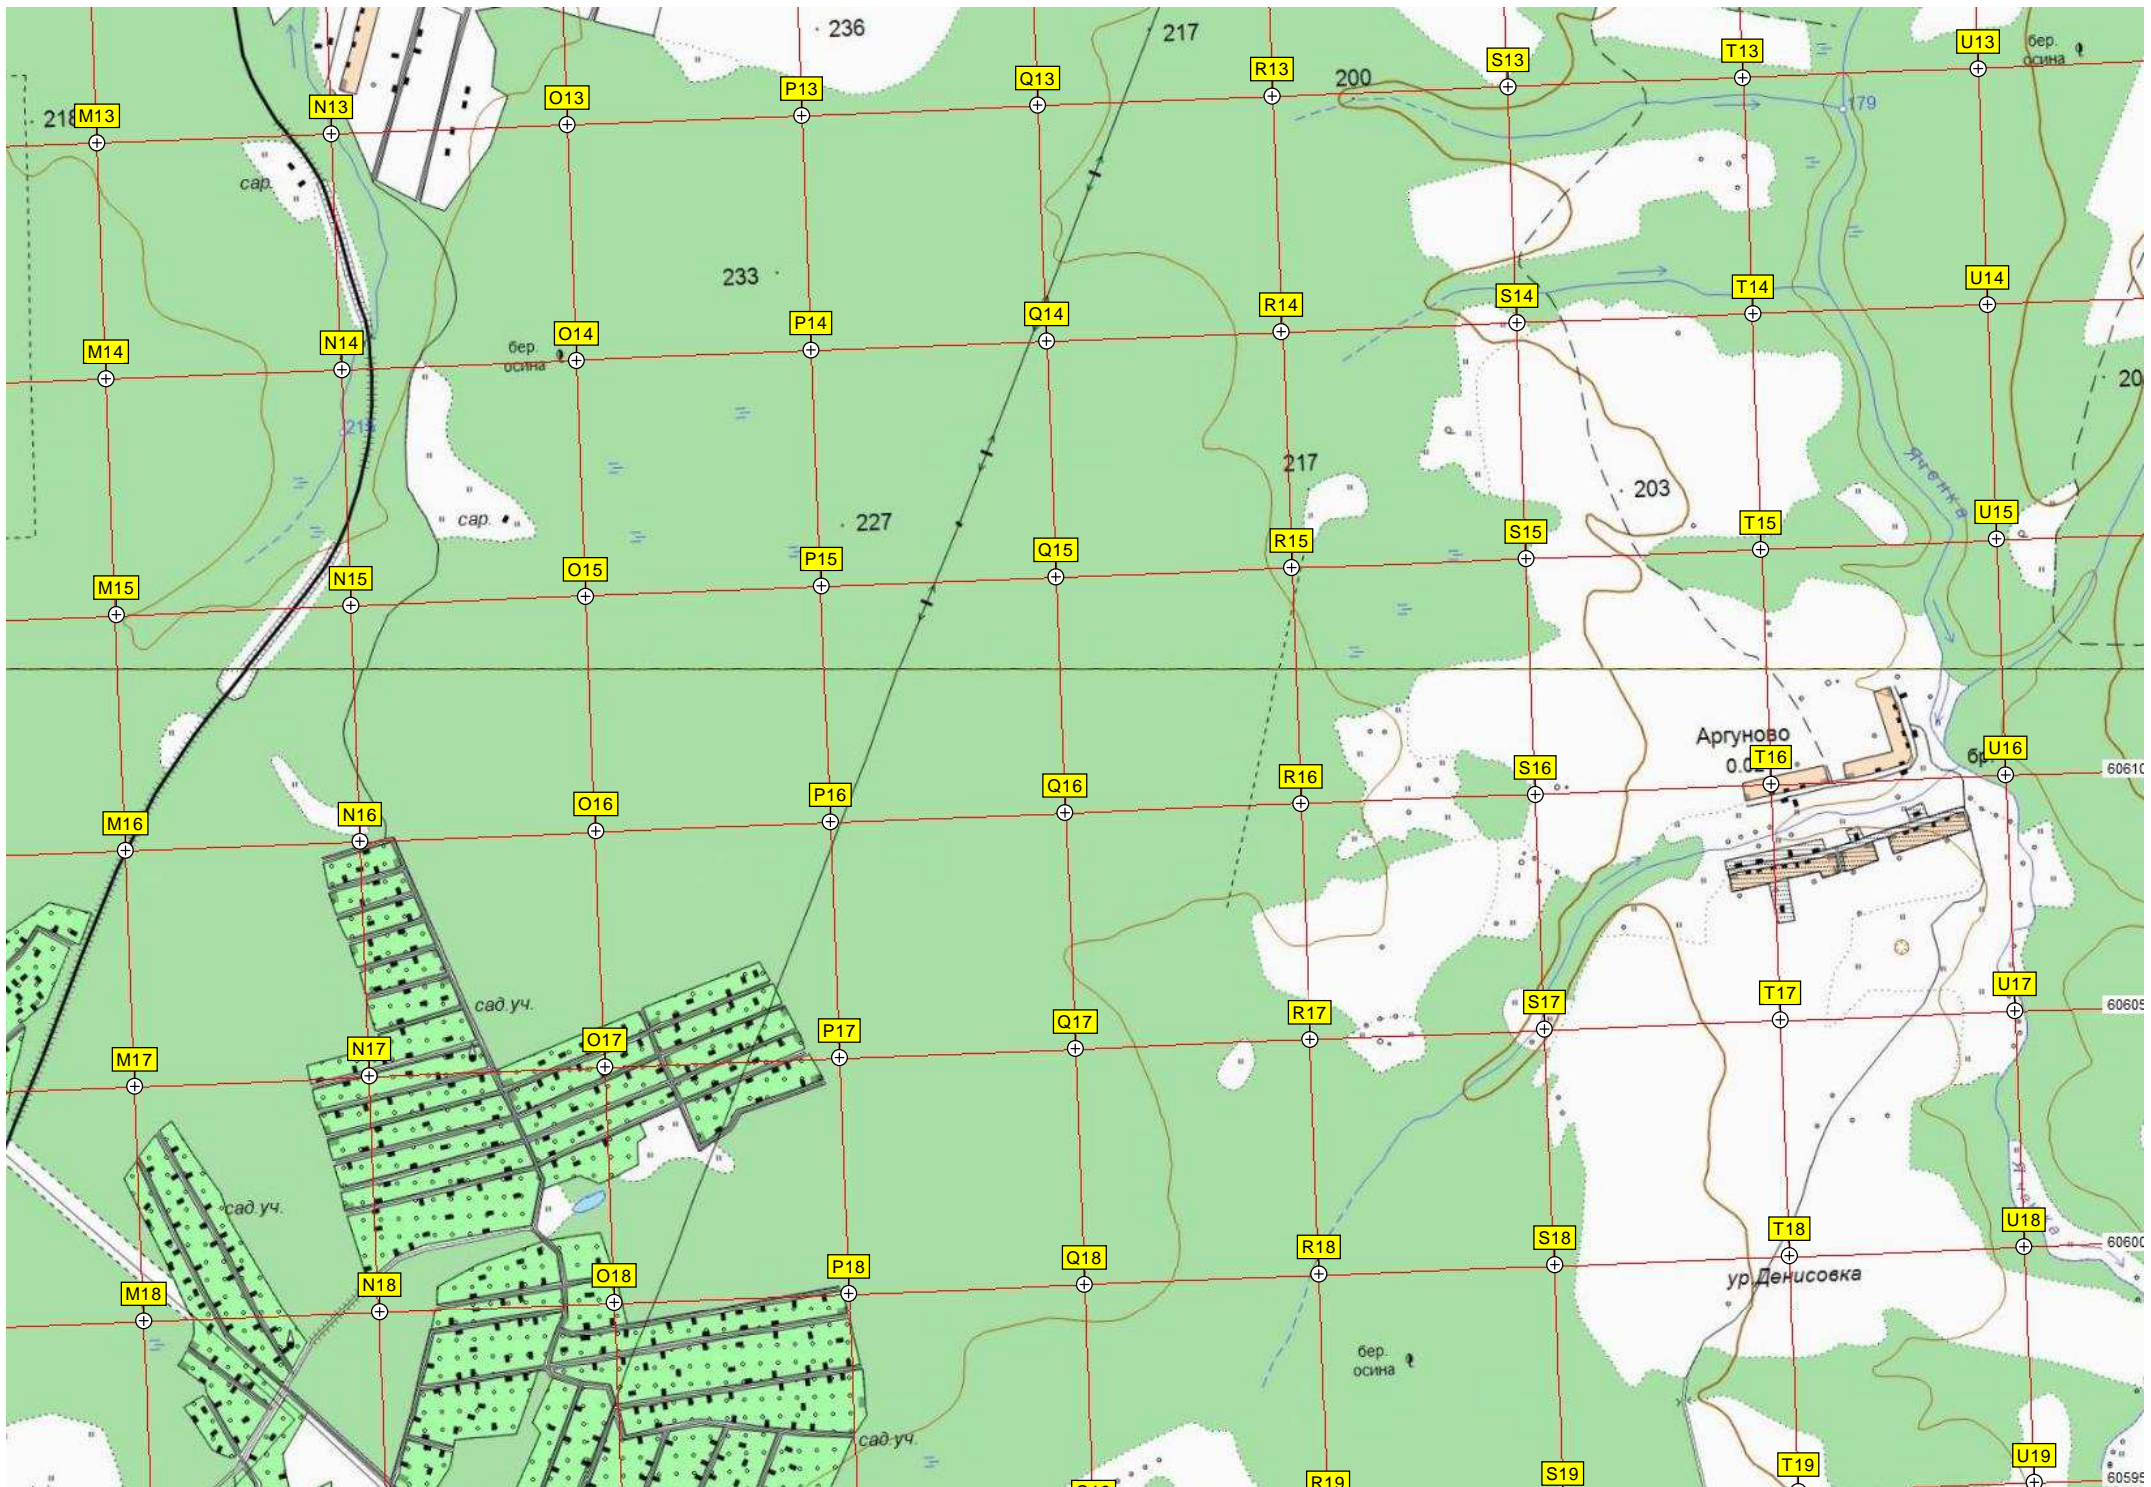 236
217
U13
бер.
осина
T13
S13
R13
200
Q13
P13
O13
N13
M13
179
сар.
233
U14
T14
S14
R14
Q14
P14
O14
N14
M14
бер.
осина
217
203
Яченка
227
сар.
U15
T15
S15
R15
Q15
P15
O15
N15
M15
Аргуново
U16
T16
S16
R16
Q16
P16
O16
N16
M16
сад.уч.
U17
T17
S17
R17
Q17
P17
O17
N17
M17
сад.уч.
U18
T18
S18
R18
Q18
P18
O18
N18
M18
ур.Денисовка
бер.
осина
сад.уч.
U19
T19
S19
R19